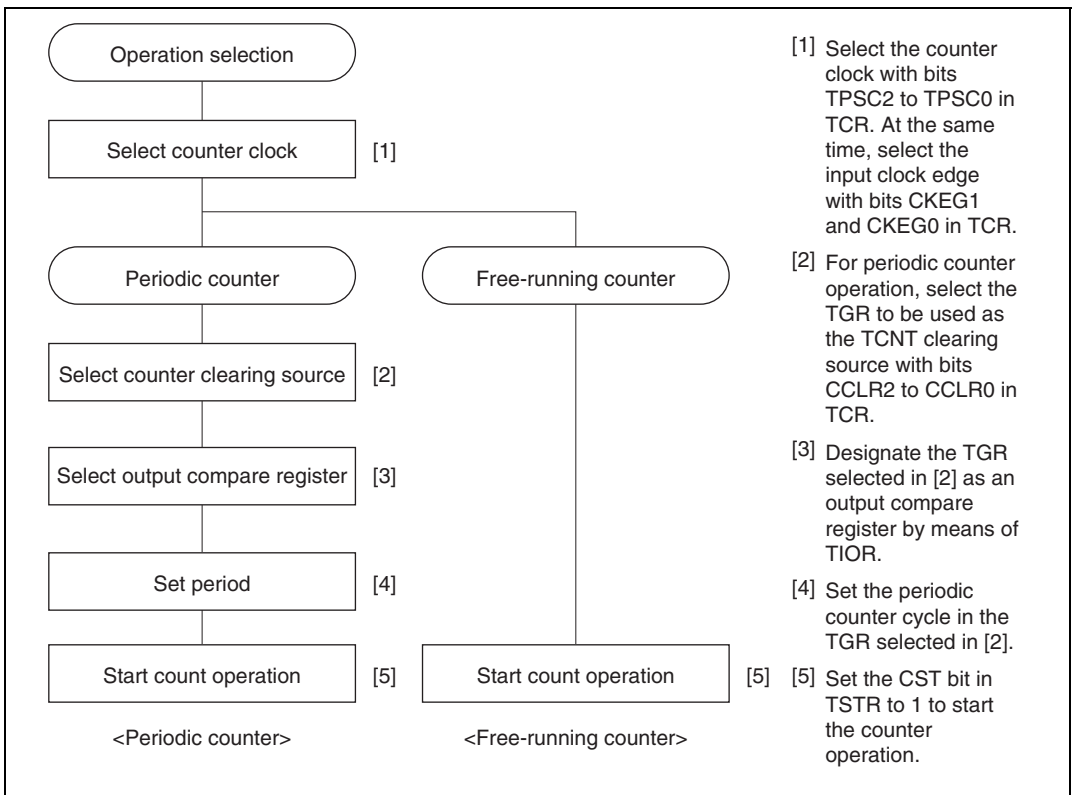 Operation selection
Select counter clock
[1]
Periodic counter
Free-running counter
Select counter clearing source
[2]
Select output compare register
[3]
Set period
[4]
Start count operation
[5]
Start count operation
[5]
<Periodic counter>
<Free-running counter>
[1] Select the counter
clock with bits
TPSC2 to TPSC0 in
TCR. At the same
time, select the
input clock edge
with bits CKEG1
and CKEG0 in TCR.
[2] For periodic counter
operation, select the
TGR to be used as
the TCNT clearing
source with bits
CCLR2 to CCLR0 in
TCR.
[3] Designate the TGR
selected in [2] as an
output compare
register by means of
TIOR.
[4] Set the periodic
counter cycle in the
TGR selected in [2].
[5] Set the CST bit in
TSTR to 1 to start
the counter
operation.